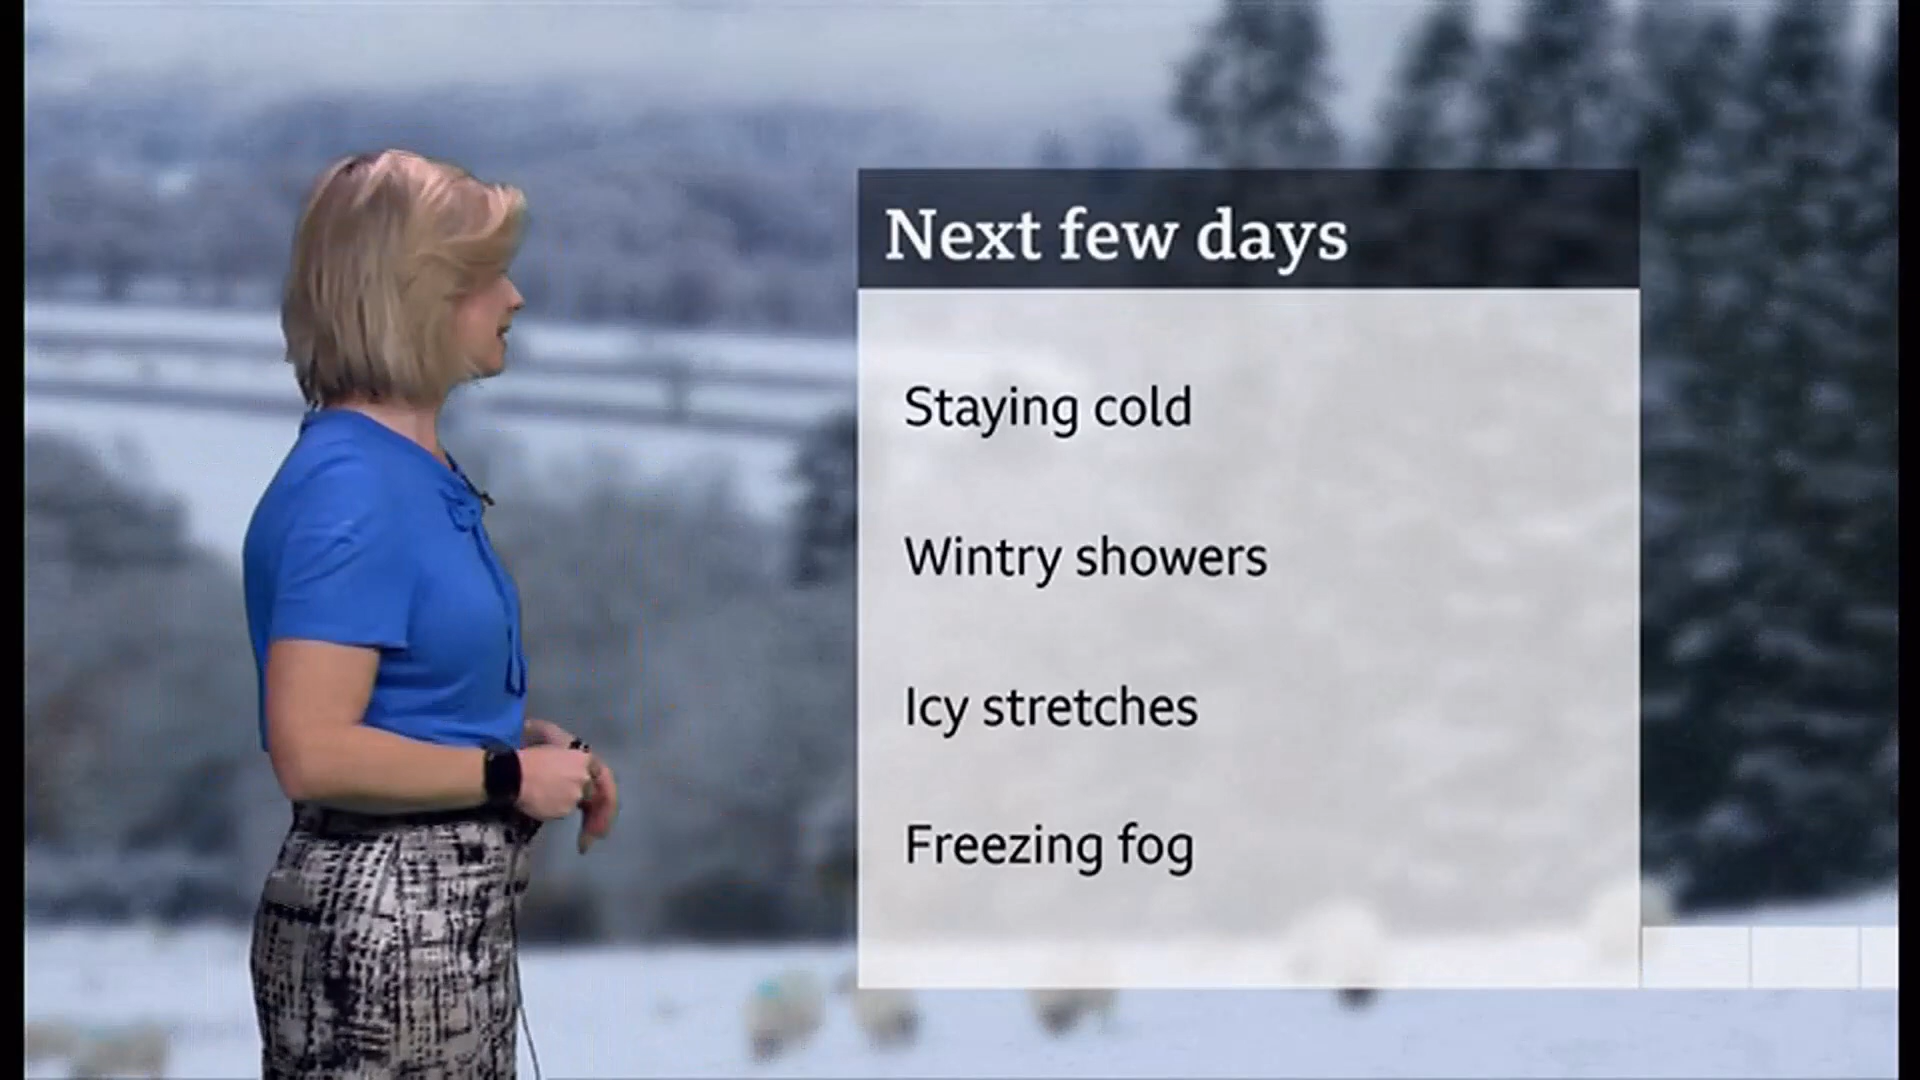 Next few days
Staying cold
Wintry showers
Icy stretches
Freezing fog